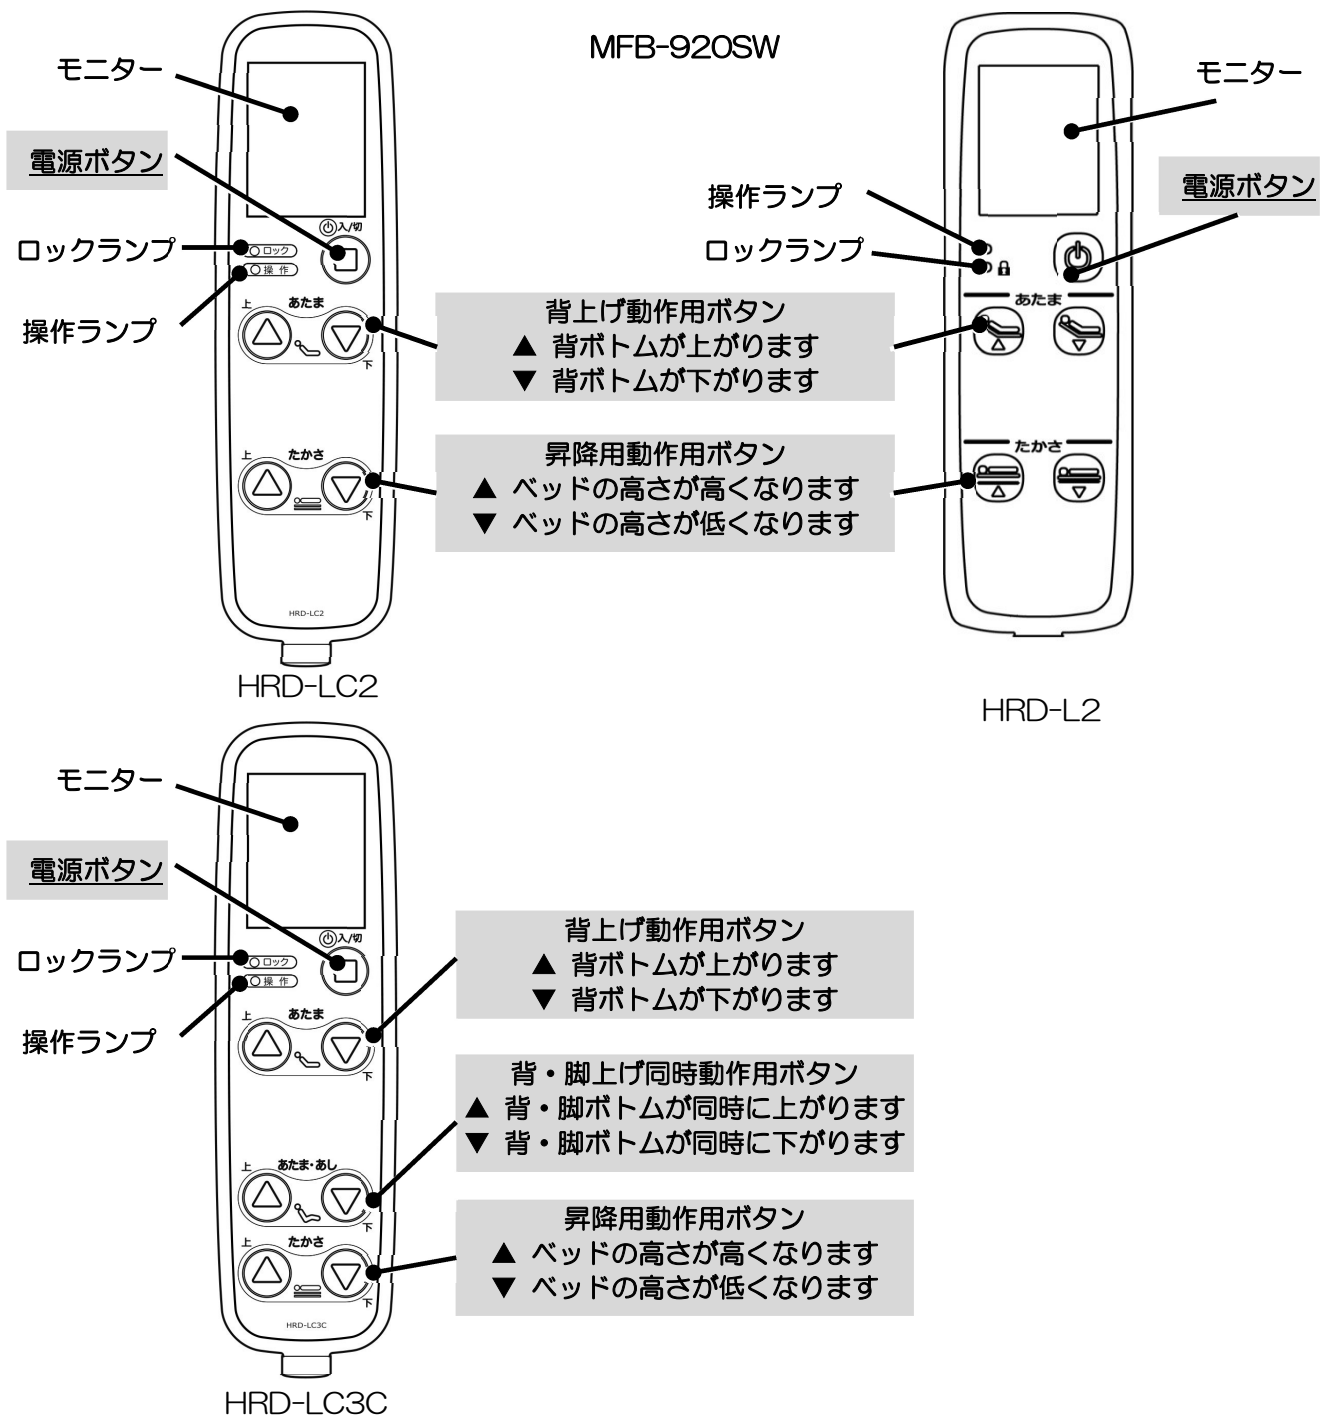 MFB-920SW
モニター
電源ボタン
ロックランプ
操作ランプ
入/切
ロック
操 作
上
あたま
下
上
たかさ
下
HRD-LC2
HRD-LC2
背上げ動作用ボタン
▲ 背ボトムが上がります
▼ 背ボトムが下がります
昇降用動作用ボタン
▲ ベッドの高さが高くなります
▼ ベッドの高さが低くなります
モニター
電源ボタン
操作ランプ
ロックランプ
あたま
たかさ
HRD-L2
モニター
電源ボタン
ロックランプ
操作ランプ
入/切
ロック
操 作
上
あたま
下
上
あたま・あし
下
上
たかさ
下
HRD-LC3C
HRD-LC3C
背上げ動作用ボタン
▲ 背ボトムが上がります
▼ 背ボトムが下がります
背・脚上げ同時動作用ボタン
▲ 背・脚ボトムが同時に上がります
▼ 背・脚ボトムが同時に下がります
昇降用動作用ボタン
▲ ベッドの高さが高くなります
▼ ベッドの高さが低くなります